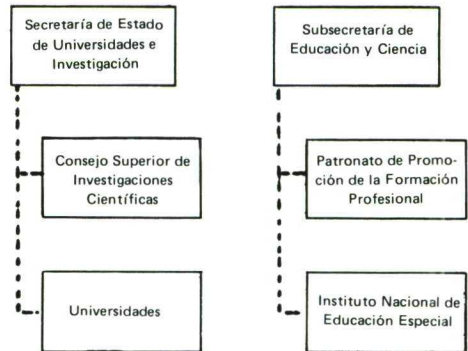 Secretaría de Estado
de Universidades e
Investigación
Consejo Superior de
Investigaciones
Científicas
Universidades
Subsecretaría de
Educación y Ciencia
Patronato de Promo-
ción de la Formación
Profesional
Instituto Nacional de
Educación Especial